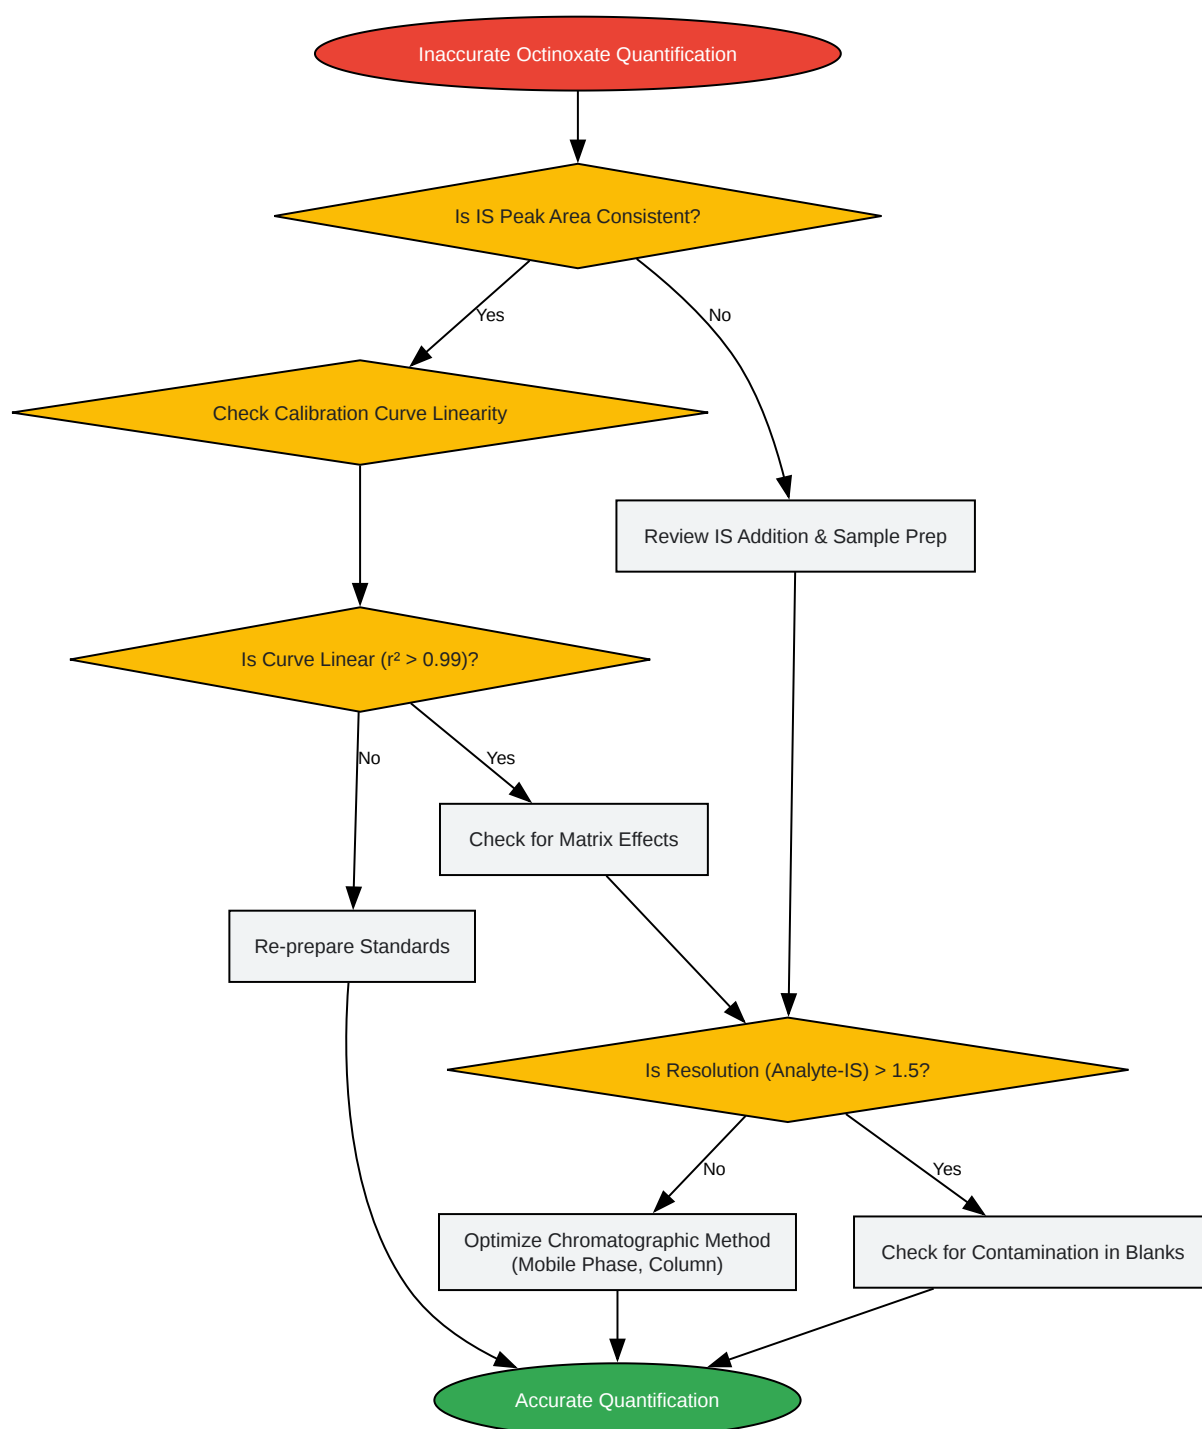 Inaccurate Octinoxate Quantification
Is IS Peak Area Consistent?
Yes
No
Check Calibration Curve Linearity
Review IS Addition & Sample Prep
Is Curve Linear (r² > 0.99)?
No
Yes
Check for Matrix Effects
Re-prepare Standards
Is Resolution (Analyte-IS) > 1.5?
No
Yes
Optimize Chromatographic Method
(Mobile Phase, Column)
Check for Contamination in Blanks
Accurate Quantification